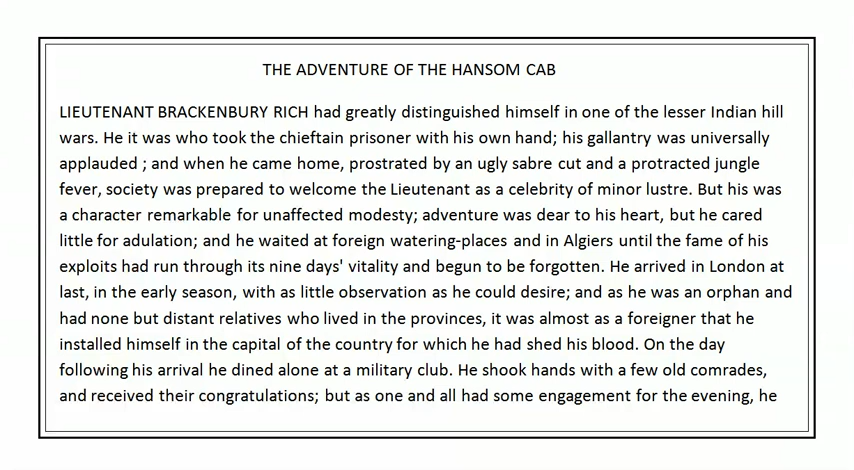 THE ADVENTURE OF THE HANSOM CAB
LIEUTENANT BRACKENBURY RICH had greatly distinguished himself in one of the lesser Indian hill
wars. He it was who took the chieftain prisoner with his own hand; his gallantry was universally
applauded ; and when he came home, prostrated by an ugly sabre cut and a protracted jungle
fever, society was prepared to welcome the Lieutenant as a celebrity of minor lustre. But his was
a character remarkable for unaffected modesty; adventure was dear to his heart, but he cared
little for adulation; and he waited at foreign watering-places and in Algiers until the fame of his
exploits had run through its nine days' vitality and begun to be forgotten. He arrived in London at
last, in the early season, with as little observation as he could desire; and as he was an orphan and
had none but distant relatives who lived in the provinces, it was almost as a foreigner that he
installed himself in the capital of the country for which he had shed his blood. On the day
following his arrival he dined alone at a military club. He shook hands with a few old comrades,
and received their congratulations; but as one and all had some engagement for the evening, he